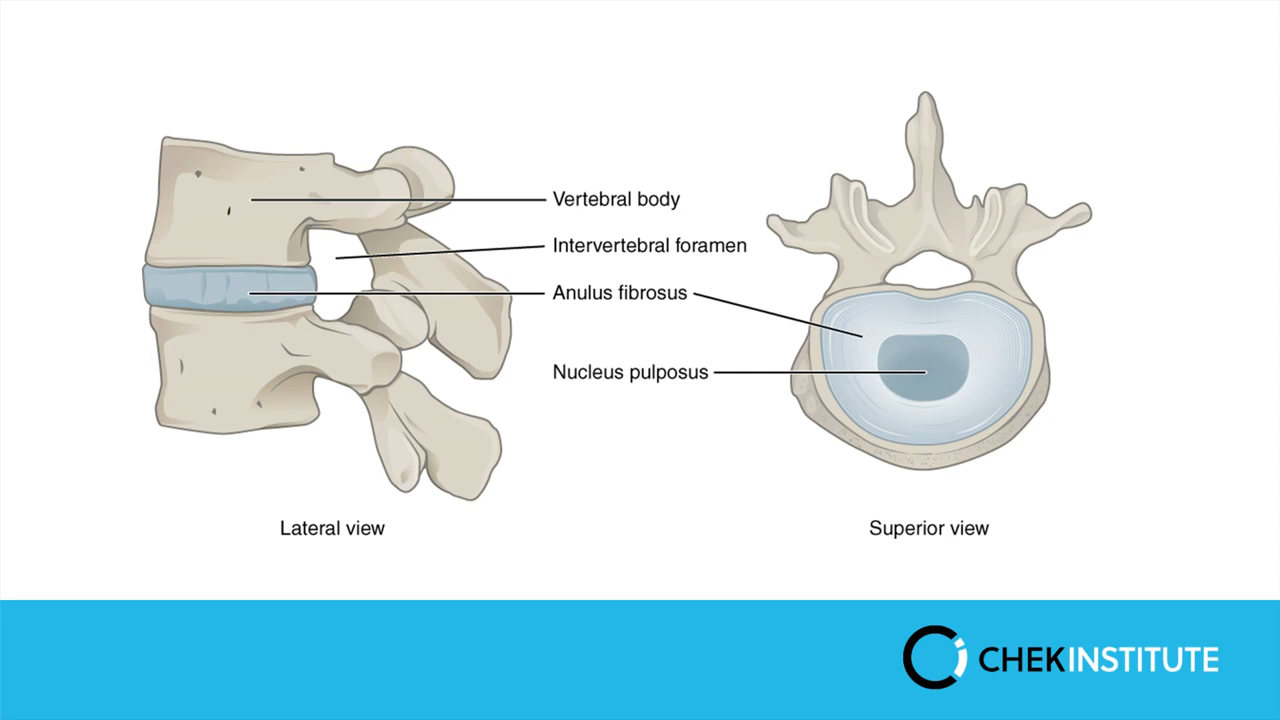 Vertebral body
Intervertebral foramen
Anulus fibrosus
Nucleus pulposus
Lateral view
Superior view
CHEKINSTITUTE